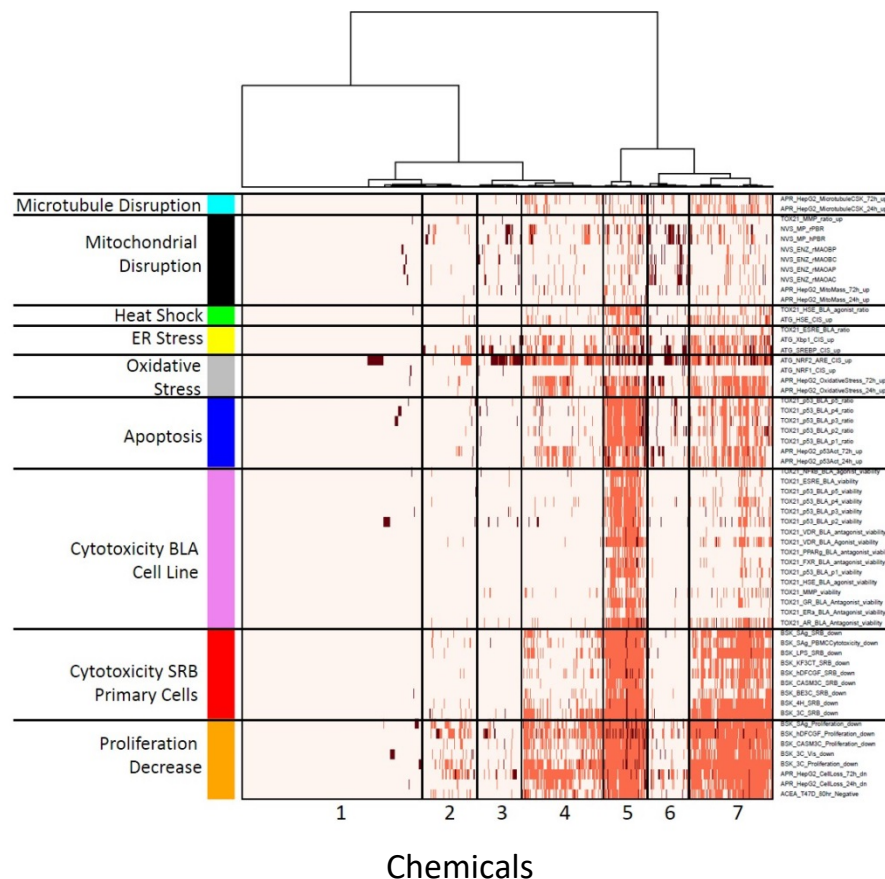 Microtubule Disruption
Mitochondrial
Disruption
Heat Shock
ER Stress
Oxidative
Stress
Apoptosis
Cytotoxicity BLA
Cell Line
Cytotoxicity SRB
Primary Cells
Proliferation
Decrease
APR_HepG2_MicrotubuleCSK_72h_up
APR_HepG2_MicrotubuleCSK_24h_up
TOX21_MMP_ratio_up
NVS_MP_rPBR
NVS_MP_hPBR
NVS_ENZ_rMAOBP
NVS_ENZ_rMAOBC
NVS_ENZ_rMAOAP
NVS_ENZ_rMAOAC
APR_HepG2_MitoMass_72h_up
APR_HepG2_MitoMass_24h_up
TOX21_HSE_BLA_agonist_ratio
ATG_HSE_CIS_up
TOX21_ESRE_BLA_ratio
ATG_Xbp1_CIS_up
ATG_SREBP_CIS_up
ATG_NRF2_ARE_CIS_up
ATG_NRF1_CIS_up
APR_HepG2_OxidativeStress_72h_up
APR_HepG2_OxidativeStress_24h_up
TOX21_p53_BLA_p5_ratio
TOX21_p53_BLA_p4_ratio
TOX21_p53_BLA_p3_ratio
TOX21_p53_BLA_p2_ratio
TOX21_p53_BLA_p1_ratio
APR_HepG2_p53Act_72h_up
APR_HepG2_p53Act_24h_up
TOX21_NFkB_BLA_agonist_viability
TOX21_ESRE_BLA_viability
TOX21_p53_BLA_p5_viability
TOX21_p53_BLA_p4_viability
TOX21_p53_BLA_p3_viability
TOX21_p53_BLA_p2_viability
TOX21_VDR_BLA_antagonist_viability
TOX21_VDR_BLA_Agonist_viability
TOX21_PPARg_BLA_antagonist_viability
TOX21_FXR_BLA_antagonist_viability
TOX21_p53_BLA_p1_viability
TOX21_HSE_BLA_agonist_viability
TOX21_MMP_viability
TOX21_GR_BLA_Antagonist_viability
TOX21_ERa_BLA_Antagonist_viability
TOX21_AR_BLA_Antagonist_viability
BSK_SAg_SRB_down
BSK_SAg_PBMCCytotoxicity_down
BSK_LPS_SRB_down
BSK_KF3CT_SRB_down
BSK_hDFCGF_SRB_down
BSK_CASM3C_SRB_down
BSK_BE3C_SRB_down
BSK_4H_SRB_down
BSK_3C_SRB_down
BSK_SAg_Proliferation_down
BSK_hDFCGF_Proliferation_down
BSK_CASM3C_Proliferation_down
BSK_3C_Vis_down
BSK_3C_Proliferation_down
APR_HepG2_CellLoss_72h_dn
APR_HepG2_CellLoss_24h_dn
ACEA_T47D_80hr_Negative
1 2 3 4 5 6 7
Chemicals